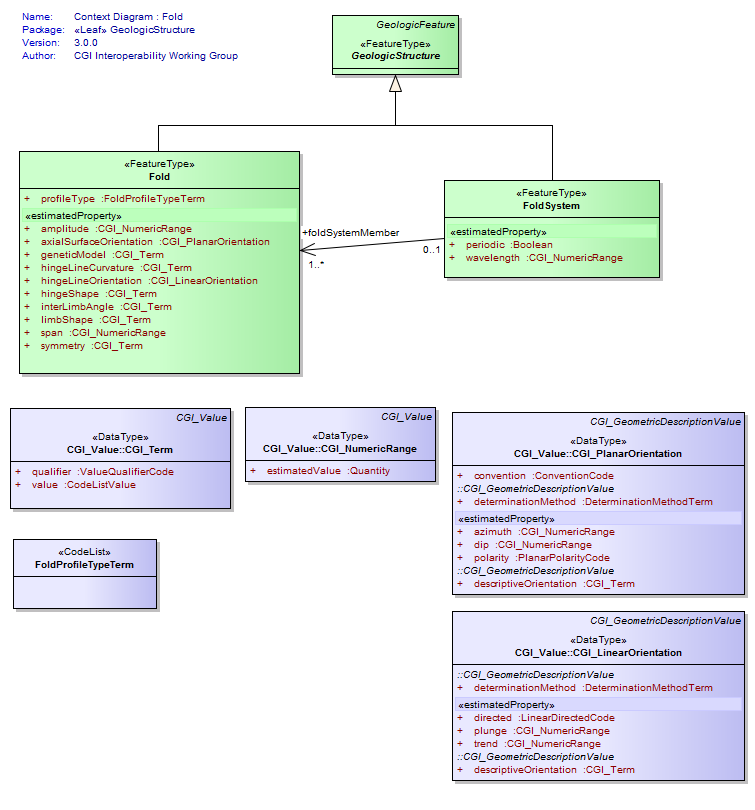 Name: Context Diagram : Fold
Package: «Leaf» GeologicStructure
Version: 3.0.0
Author: CGI Interoperability Working Group
GeologicFeature
«FeatureType»
GeologicStructure
«FeatureType»
Fold
+ profileType :FoldProfileTypeTerm
«estimatedProperty»
+ amplitude :CGI_NumericRange
+ axialSurfaceOrientation :CGI_PlanarOrientation
+ geneticModel :CGI_Term
+ hingeLineCurvature :CGI_Term
+ hingeLineOrientation :CGI_LinearOrientation
+ hingeShape :CGI_Term
+ interLimbAngle :CGI_Term
+ limbShape :CGI_Term
+ span :CGI_NumericRange
+ symmetry :CGI_Term
+foldSystemMember
1..*
0..1
«FeatureType»
FoldSystem
«estimatedProperty»
+ periodic :Boolean
+ wavelength :CGI_NumericRange
CGI_Value
«DataType»
CGI_Value::CGI_Term
+ qualifier :ValueQualifierCode
+ value :CodeListValue
CGI_Value
«DataType»
CGI_Value::CGI_NumericRange
+ estimatedValue :Quantity
CGI_GeometricDescriptionValue
«DataType»
CGI_Value::CGI_PlanarOrientation
+ convention :ConventionCode
::CGI_GeometricDescriptionValue
+ determinationMethod :DeterminationMethodTerm
«estimatedProperty»
+ azimuth :CGI_NumericRange
+ dip :CGI_NumericRange
+ polarity :PlanarPolarityCode
::CGI_GeometricDescriptionValue
+ descriptiveOrientation :CGI_Term
«CodeList»
FoldProfileTypeTerm
CGI_GeometricDescriptionValue
«DataType»
CGI_Value::CGI_LinearOrientation
::CGI_GeometricDescriptionValue
+ determinationMethod :DeterminationMethodTerm
«estimatedProperty»
+ directed :LinearDirectedCode
+ plunge :CGI_NumericRange
+ trend :CGI_NumericRange
::CGI_GeometricDescriptionValue
+ descriptiveOrientation :CGI_Term